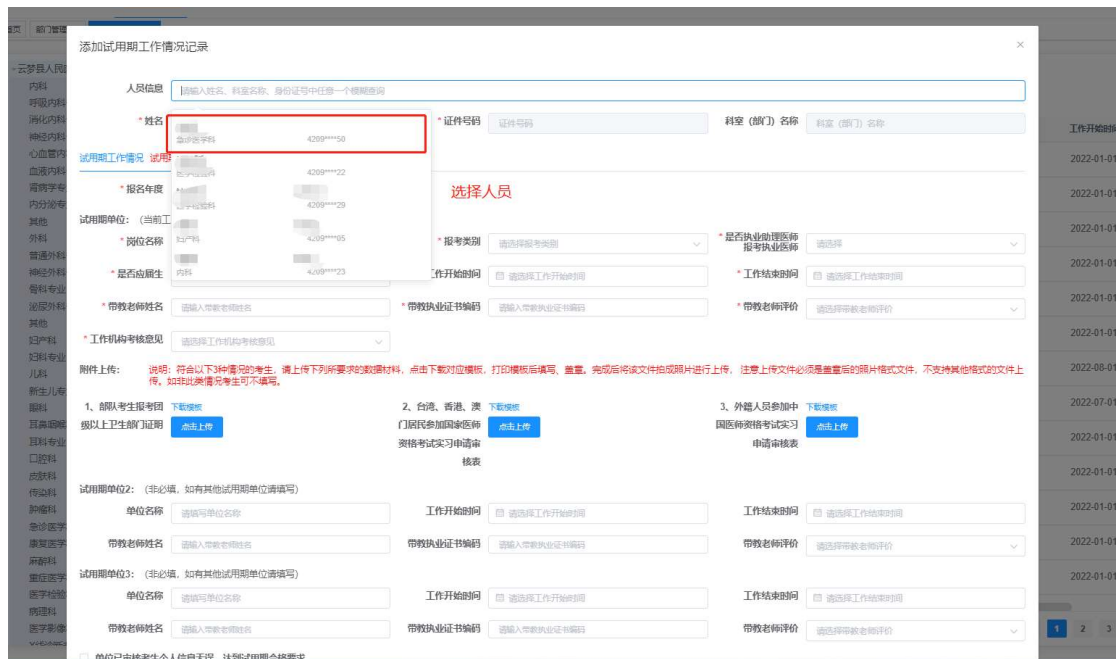 首页 部门管理
添加试用期工作情况记录 ×
云梦县人民
内科
呼吸内科
消化内科
神经内科
心血管内
血液内科
肾病学专
内分泌专
其他
外科
普通外科
神经外科
骨科专业
泌尿外科
其他
妇产科
妇科专业
儿科
新生儿专
眼科
耳鼻咽喉
耳科专业
口腔科
皮肤科
传染科
肿瘤科
急诊医学
康复医学
麻醉科
重症医学
医学检验
病理科
医学影像
人员信息 请输入姓名、科室名称、身份证号中任意一个模糊查询
* 姓名
急诊医学科 4209****50
* 证件号码 证件号码
科室（部门）名称 科室（部门）名称
试用期工作情况 试用
4209****22
* 报名年度
医学检验科 4209****29
选择人员
试用期单位：（当前工
* 岗位名称
妇产科 4209****05
* 报考类别 请选择报考类别
* 是否执业助理医师报考执业医师 请选择
* 是否应届生
内科 4209****23
工作开始时间 请选择工作开始时间
* 工作结束时间 请选择工作结束时间
* 带教老师姓名 请输入带教老师姓名
* 带教执业证书编码 请输入带教执业证书编码
* 带教老师评价 请选择带教老师评价
* 工作机构考核意见 请选择工作机构考核意见
附件上传： 说明：符合以下3种情况的考生，请上传下列所要求的数据材料，点击下载对应模板，打印模板后填写、盖章。完成后将该文件拍成照片进行上传， 注意上传文件必须是盖章后的照片格式文件，不支持其他格式的文件上
传。如非此类情况考生可不填写。
1、部队考生报考团级以上卫生部门证明 下载模板 点击上传
2、台湾、香港、澳门居民参加国家医师资格考试实习申请审核表 下载模板 点击上传
3、外籍人员参加中国医师资格考试实习申请审核表 下载模板 点击上传
试用期单位2：（非必填，如有其他试用期单位请填写）
单位名称 请填写单位名称 工作开始时间 请选择工作开始时间 工作结束时间 请选择工作结束时间
带教老师姓名 请输入带教老师姓名 带教执业证书编码 请输入带教执业证书编码 带教老师评价 请选择带教老师评价
试用期单位3：（非必填，如有其他试用期单位请填写）
单位名称 请填写单位名称 工作开始时间 请选择工作开始时间 工作结束时间 请选择工作结束时间
带教老师姓名 请输入带教老师姓名 带教执业证书编码 请输入带教执业证书编码 带教老师评价 请选择带教老师评价
单位已审核考生个人信息无误，达到试用期合格要求
工作开始时间
2022-01-01
2022-01-01
2022-01-01
2022-01-01
2022-01-01
2022-01-01
2022-08-01
2022-07-01
2022-01-01
2022-01-01
2022-01-01
2022-01-01
2022-01-01
1 2 3